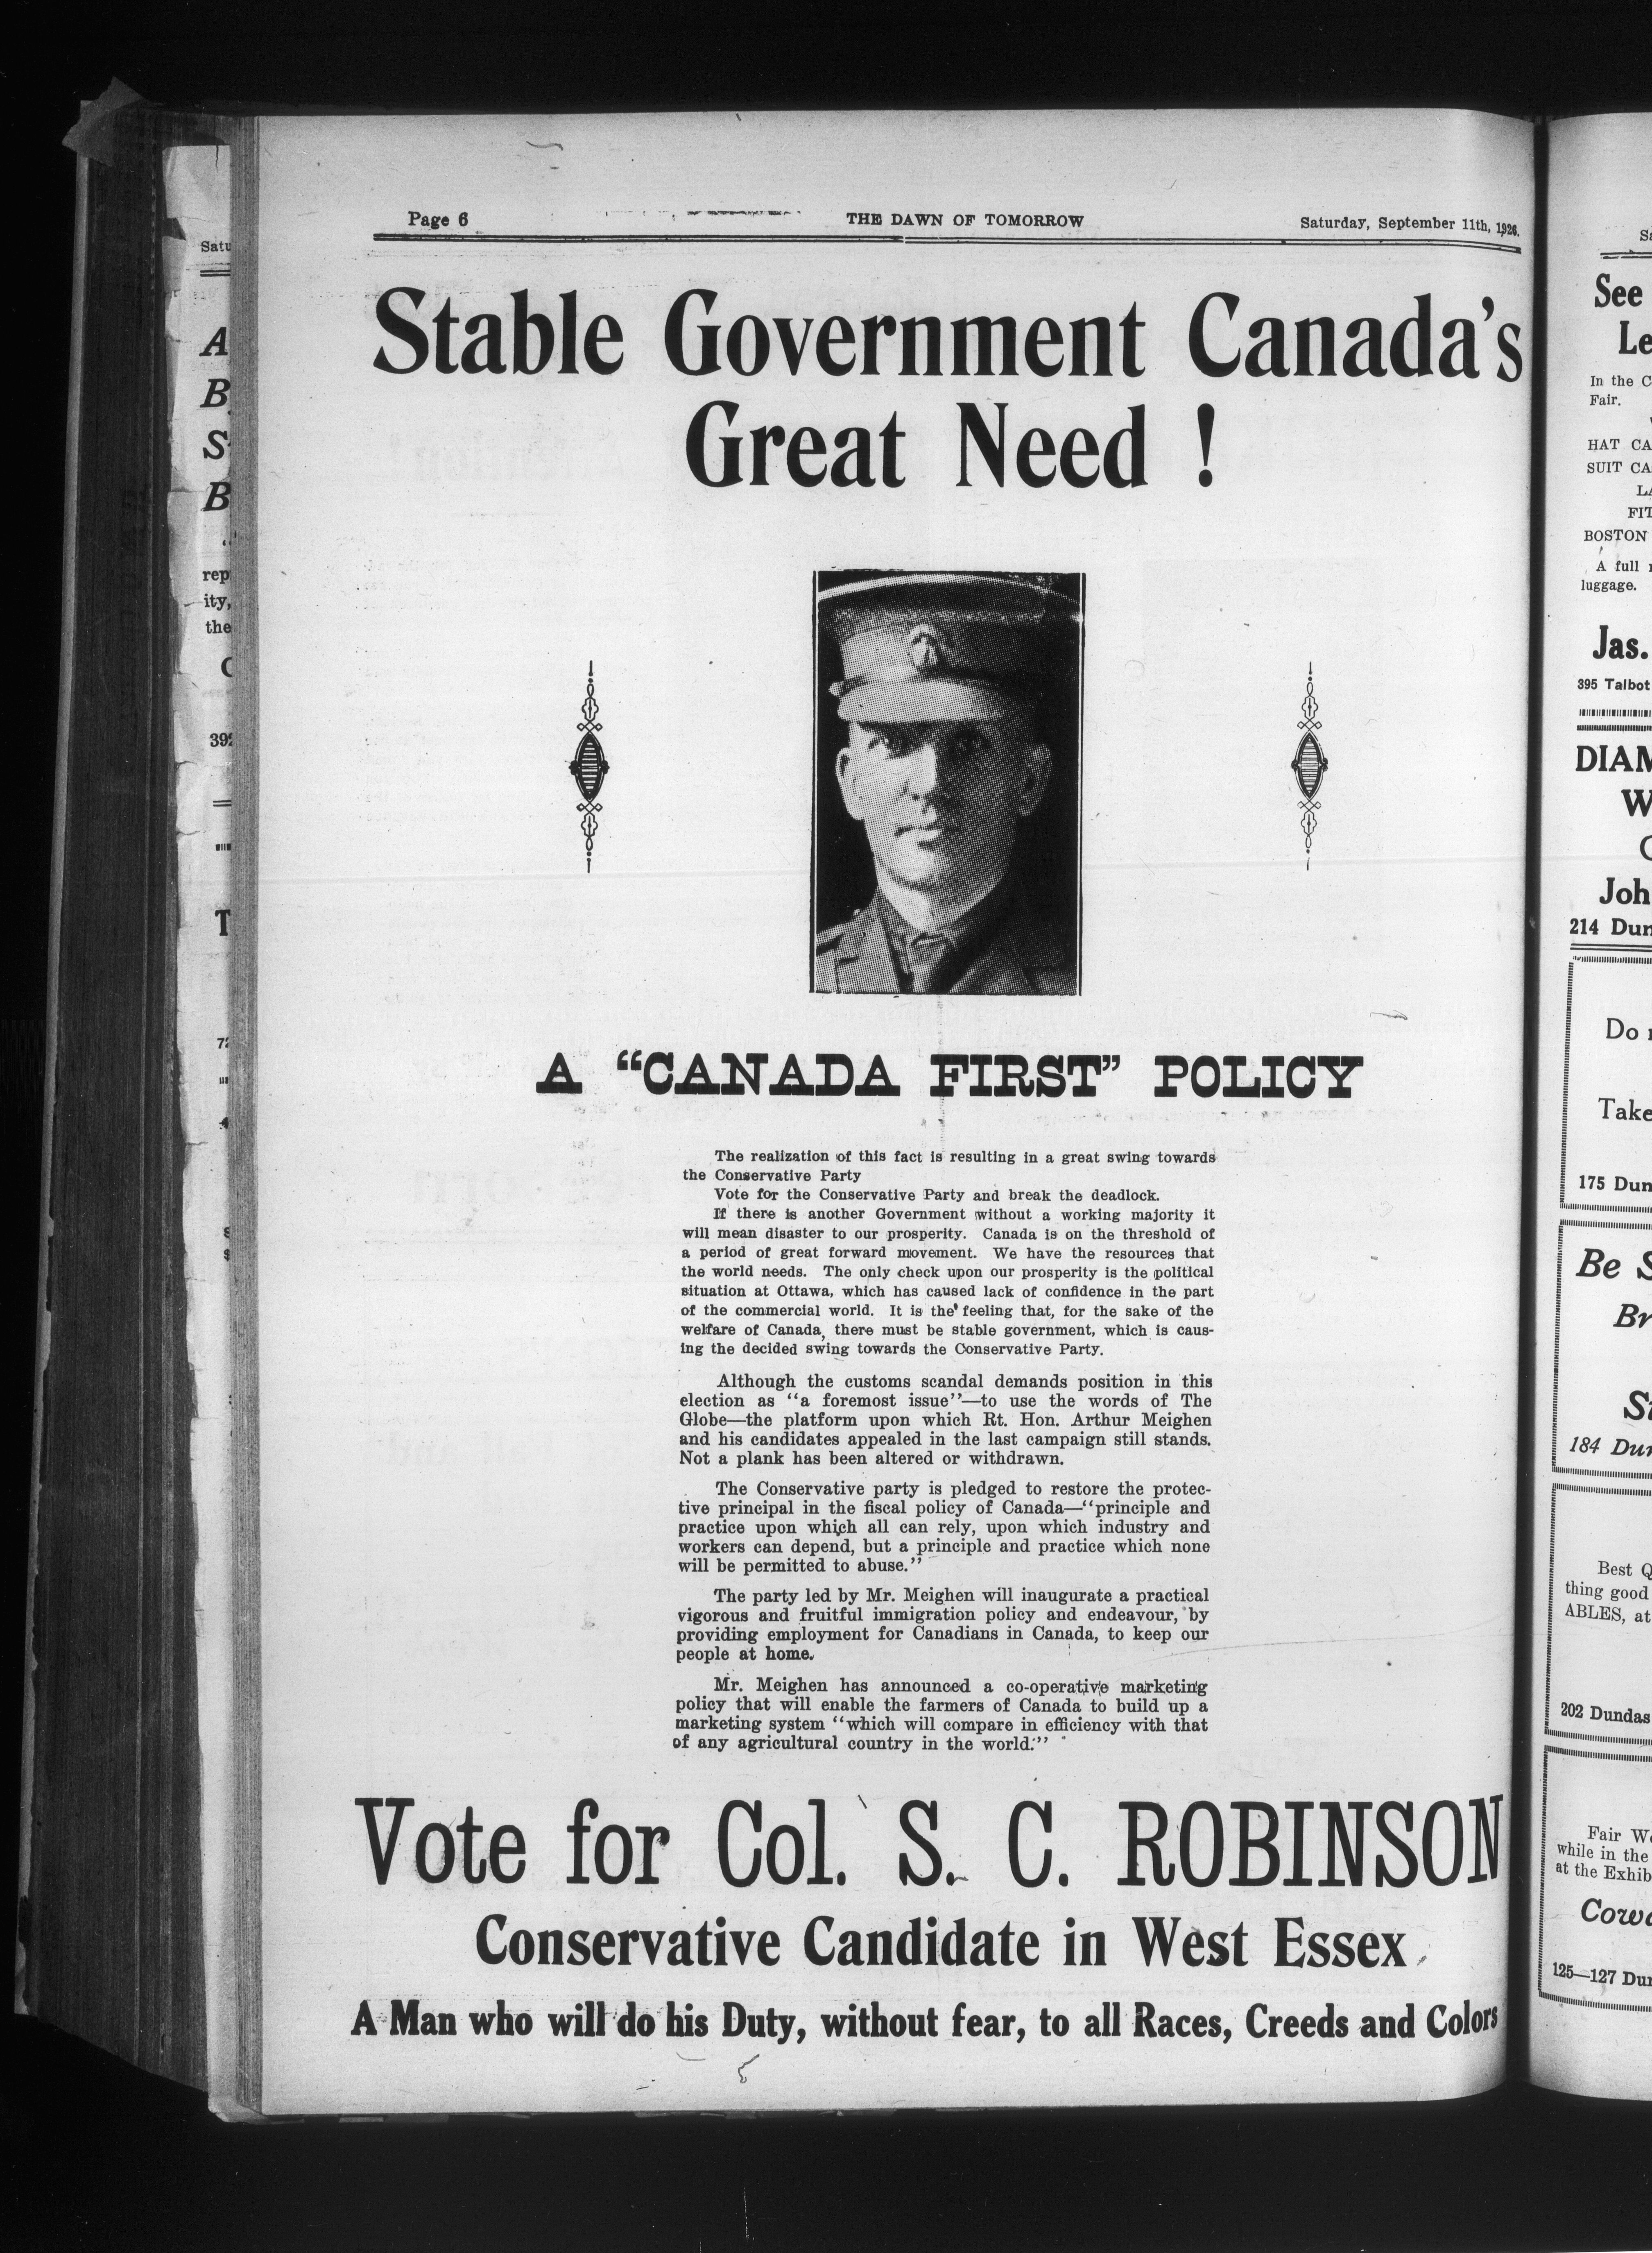 Page 6
THE DAWN OF TOMORROW
Saturday, September 11th, 1926.
Stable Government Canada's
Great Need !
A "CANADA FIRST" POLICY
The realization of this fact is resulting in a great swing towards
the Conservative Party
Vote for the Conservative Party and break the deadlock.
If there is another Government without a working majority it
will mean disaster to our prosperity. Canada is on the threshold of
a period of great forward movement. We have the resources that
the world needs. The only check upon our prosperity is the political
situation at Ottawa, which has caused lack of confidence in the part
of the commercial world. It is the feeling that, for the sake of the
welfare of Canada, there must be stable government, which is caus-
ing the decided swing towards the Conservative Party.
Although the customs scandal demands position in this
election as "a foremost issue"—to use the words of The
Globe—the platform upon which Rt. Hon. Arthur Meighen
and his candidates appealed in the last campaign still stands.
Not a plank has been altered or withdrawn.
The Conservative party is pledged to restore the protec-
tive principal in the fiscal policy of Canada—"principle and
practice upon which all can rely, upon which industry and
workers can depend, but a principle and practice which none
will be permitted to abuse."
The party led by Mr. Meighen will inaugurate a practical
vigorous and fruitful immigration policy and endeavour, by
providing employment for Canadians in Canada, to keep our
people at home.
Mr. Meighen has announced a co-operative marketing
policy that will enable the farmers of Canada to build up a
marketing system "which will compare in efficiency with that
of any agricultural country in the world."
Vote for Col. S. C. ROBINSON
Conservative Candidate in West Essex
A Man who will do his Duty, without fear, to all Races, Creeds and Colors
See
Le
In the C
Fair.
HAT CA
SUIT CA
LA
FIT
BOSTON
A full
luggage.
Jas.
395 Talbot
DIAM
W
Joh
214 Dun
Do
Take
175 Dun
Be S
Br
St
184 Dun
Best Q
thing good
ABLES, at
202 Dundas
Fair We
while in the
at the Exhib
Cowa
125—127 Dun